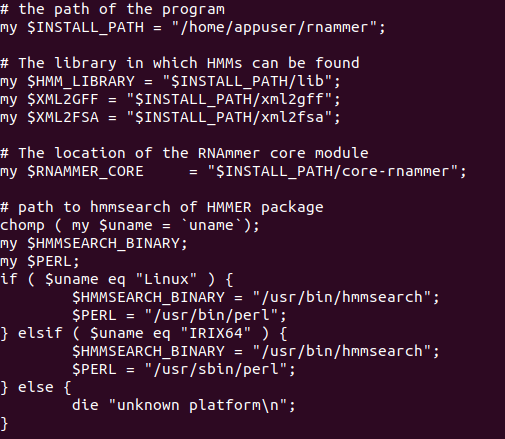 # the path of the program
my $INSTALL_PATH = "/home/appuser/rnammer";

# The library in which HMMs can be found
my $HMM_LIBRARY = "$INSTALL_PATH/lib";
my $XML2GFF = "$INSTALL_PATH/xml2gff";
my $XML2FSA = "$INSTALL_PATH/xml2fsa";

# The location of the RNAmmer core module
my $RNAMMER_CORE     = "$INSTALL_PATH/core-rnammer";

# path to hmmsearch of HMMER package
chomp ( my $uname = `uname`);
my $HMMSEARCH_BINARY;
my $PERL;
if ( $uname eq "Linux" ) {
        $HMMSEARCH_BINARY = "/usr/bin/hmmsearch";
        $PERL = "/usr/bin/perl";
} elsif ( $uname eq "IRIX64" ) {
        $HMMSEARCH_BINARY = "/usr/bin/hmmsearch";
        $PERL = "/usr/sbin/perl";
} else {
        die "unknown platform\n";
}